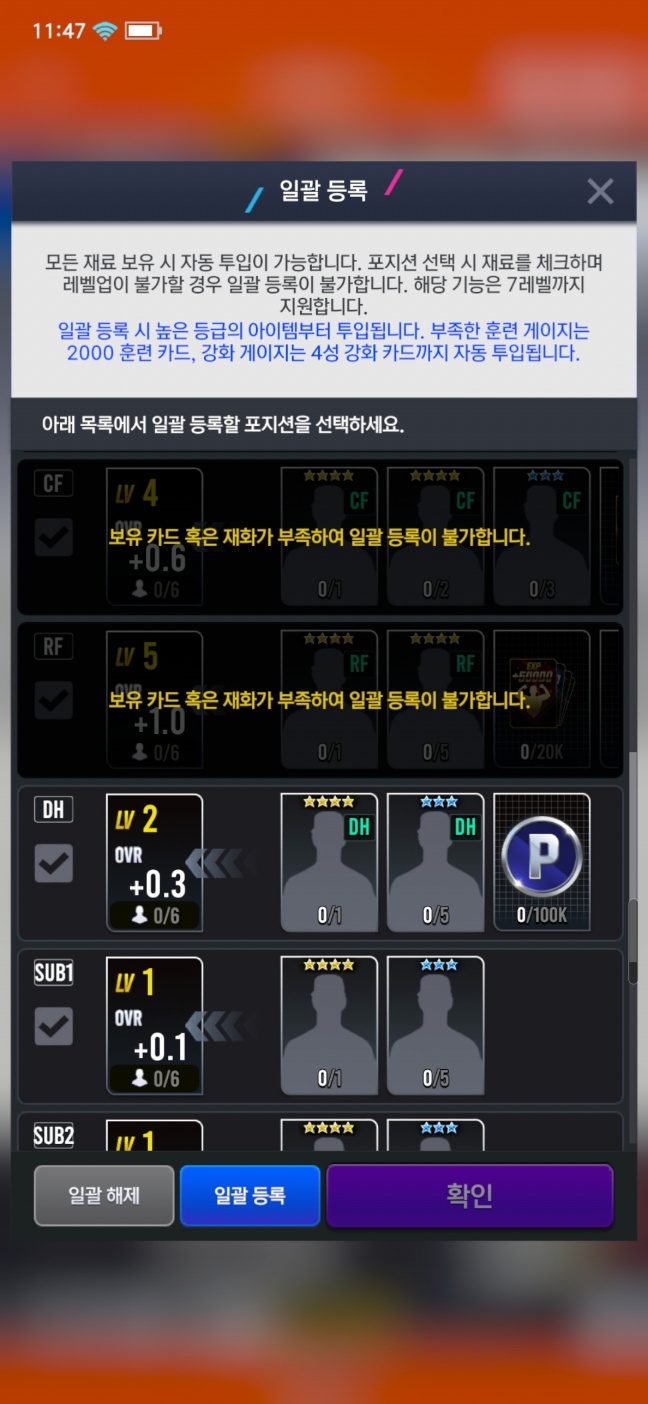 11:47
일괄 등록
모든 재료 보유 시 자동 투입이 가능합니다. 포지션 선택 시 재료를 체크하며
레벨업이 불가할 경우 일괄 등록이 불가합니다. 해당 기능은 7레벨까지
지원합니다.
일괄 등록 시 높은 등급의 아이템부터 투입됩니다. 부족한 훈련 게이지는
2000 훈련 카드, 강화 게이지는 4성 강화 카드까지 자동 투입됩니다.
아래 목록에서 일괄 등록할 포지션을 선택하세요.
CF
LV 4
CF CF CF
OVR
보유 카드 혹은 재화가 부족하여 일괄 등록이 불가합니다.
+0.6
0/6 0/1 0/2 0/3
RF
LV 5
RF RF
EXP
+50000
OVR
보유 카드 혹은 재화가 부족하여 일괄 등록이 불가합니다.
+1.0
0/6 0/1 0/5 0/20K
DH
LV 2
DH DH
OVR
P
+0.3
0/6 0/1 0/5 0/100K
SUB1
LV 1
OVR
+0.1
0/6 0/1 0/5
SUB2
LV 1
일괄 해제 일괄 등록 확인